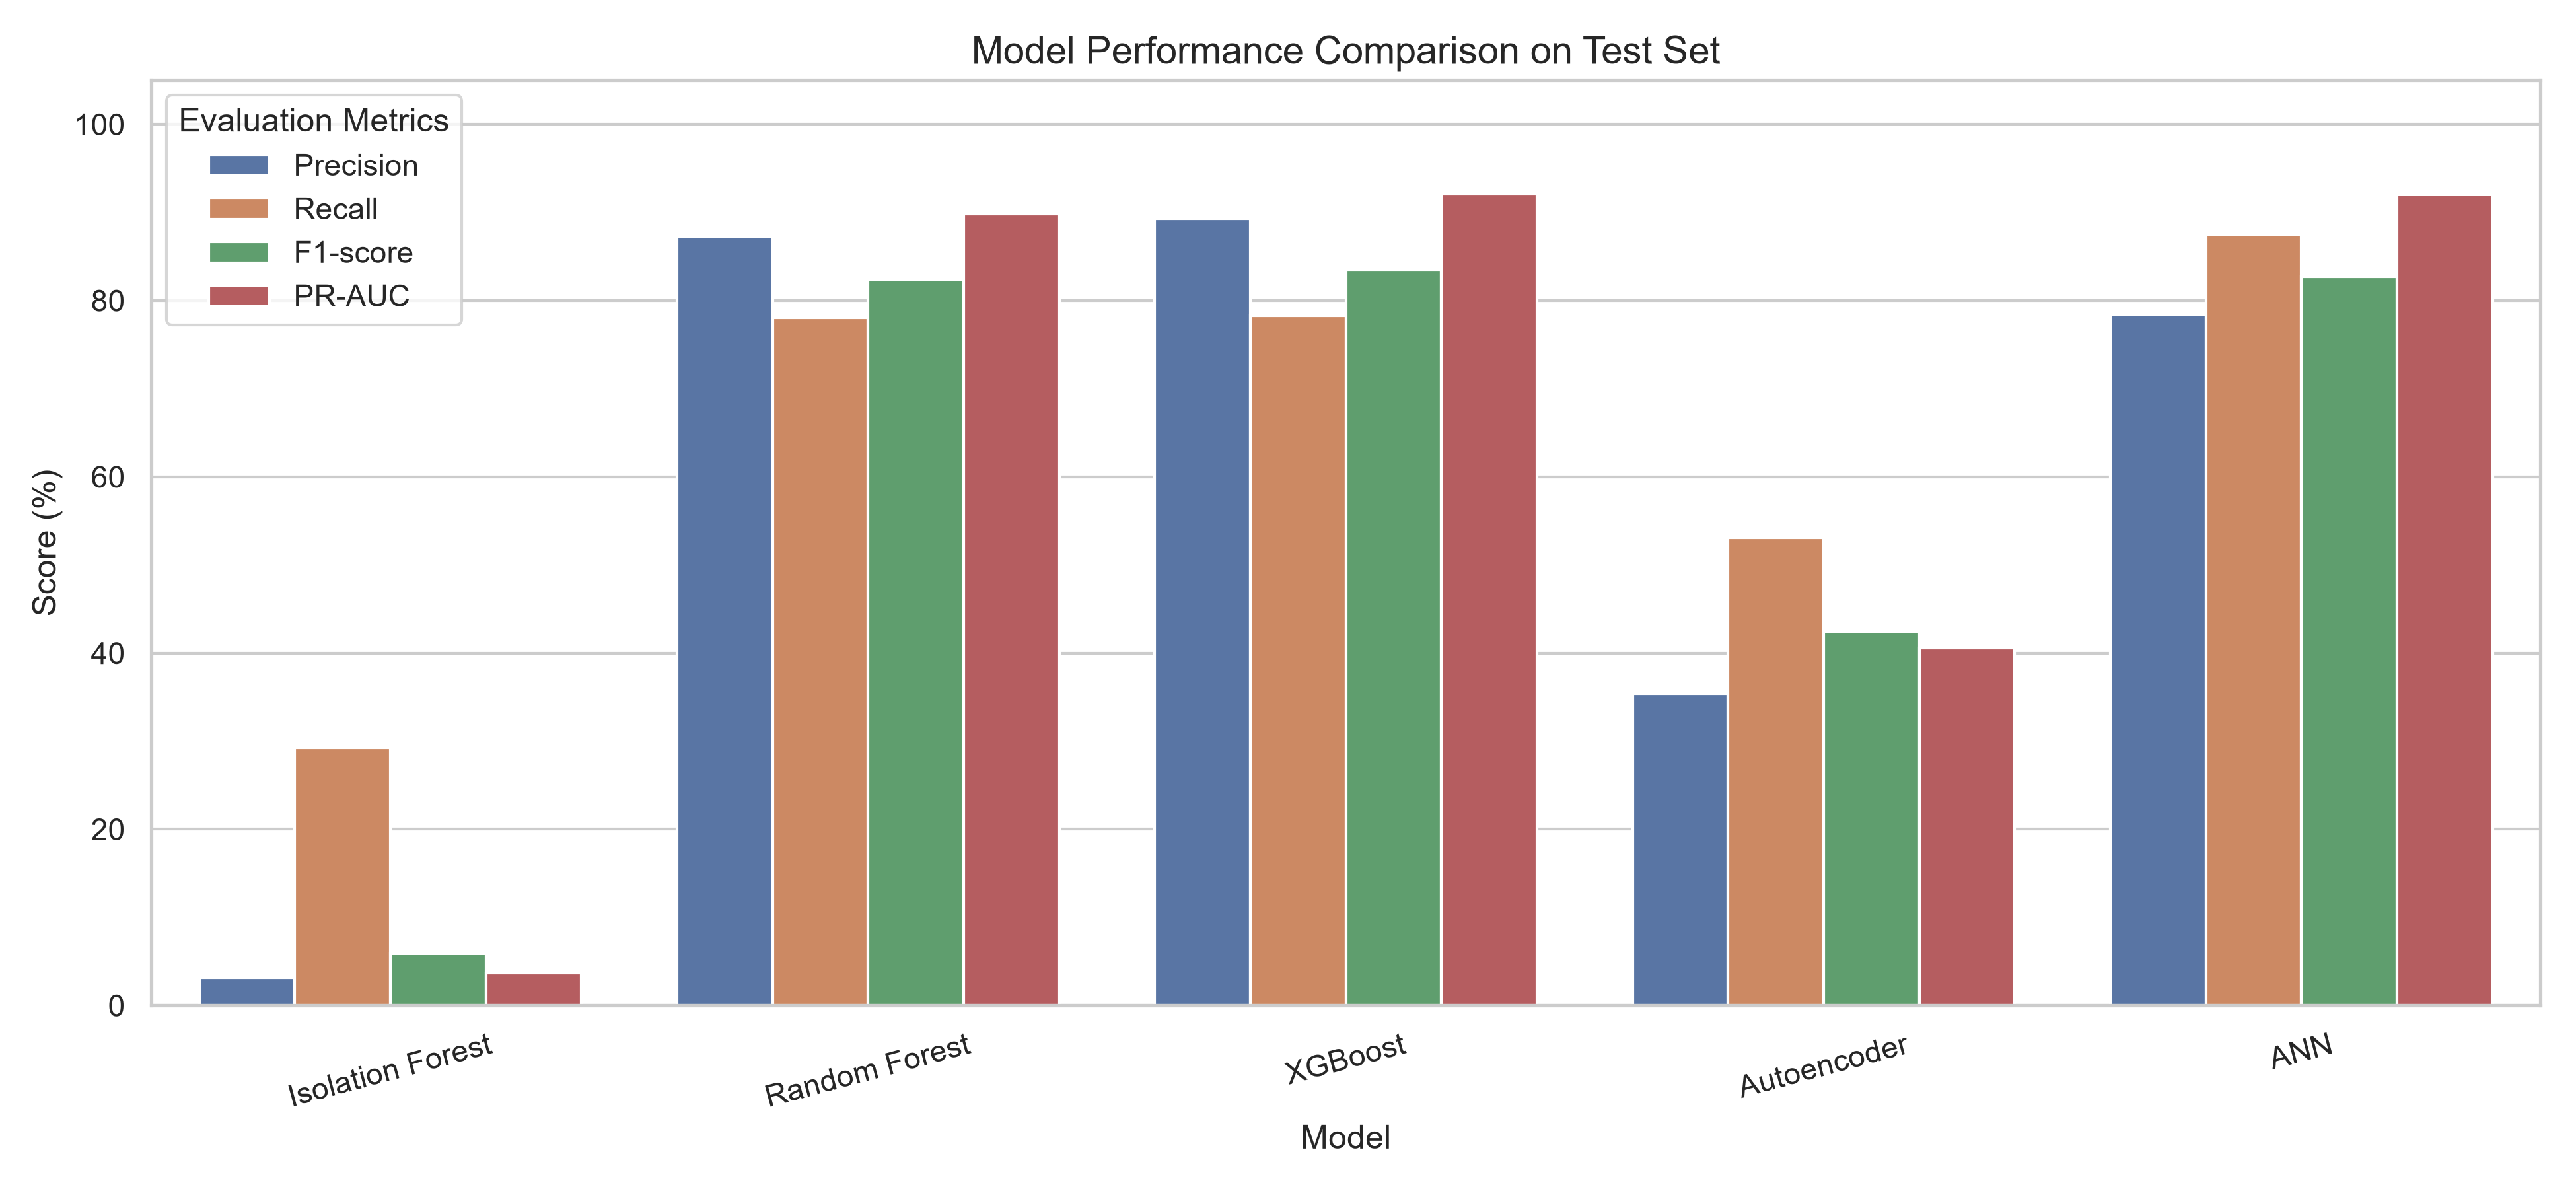 Model Performance Comparison on Test Set
Evaluation Metrics
Precision
Recall
F1-score
PR-AUC
Score (%)
100
80
60
40
20
0
Isolation Forest
Random Forest
XGBoost
Autoencoder
ANN
Model